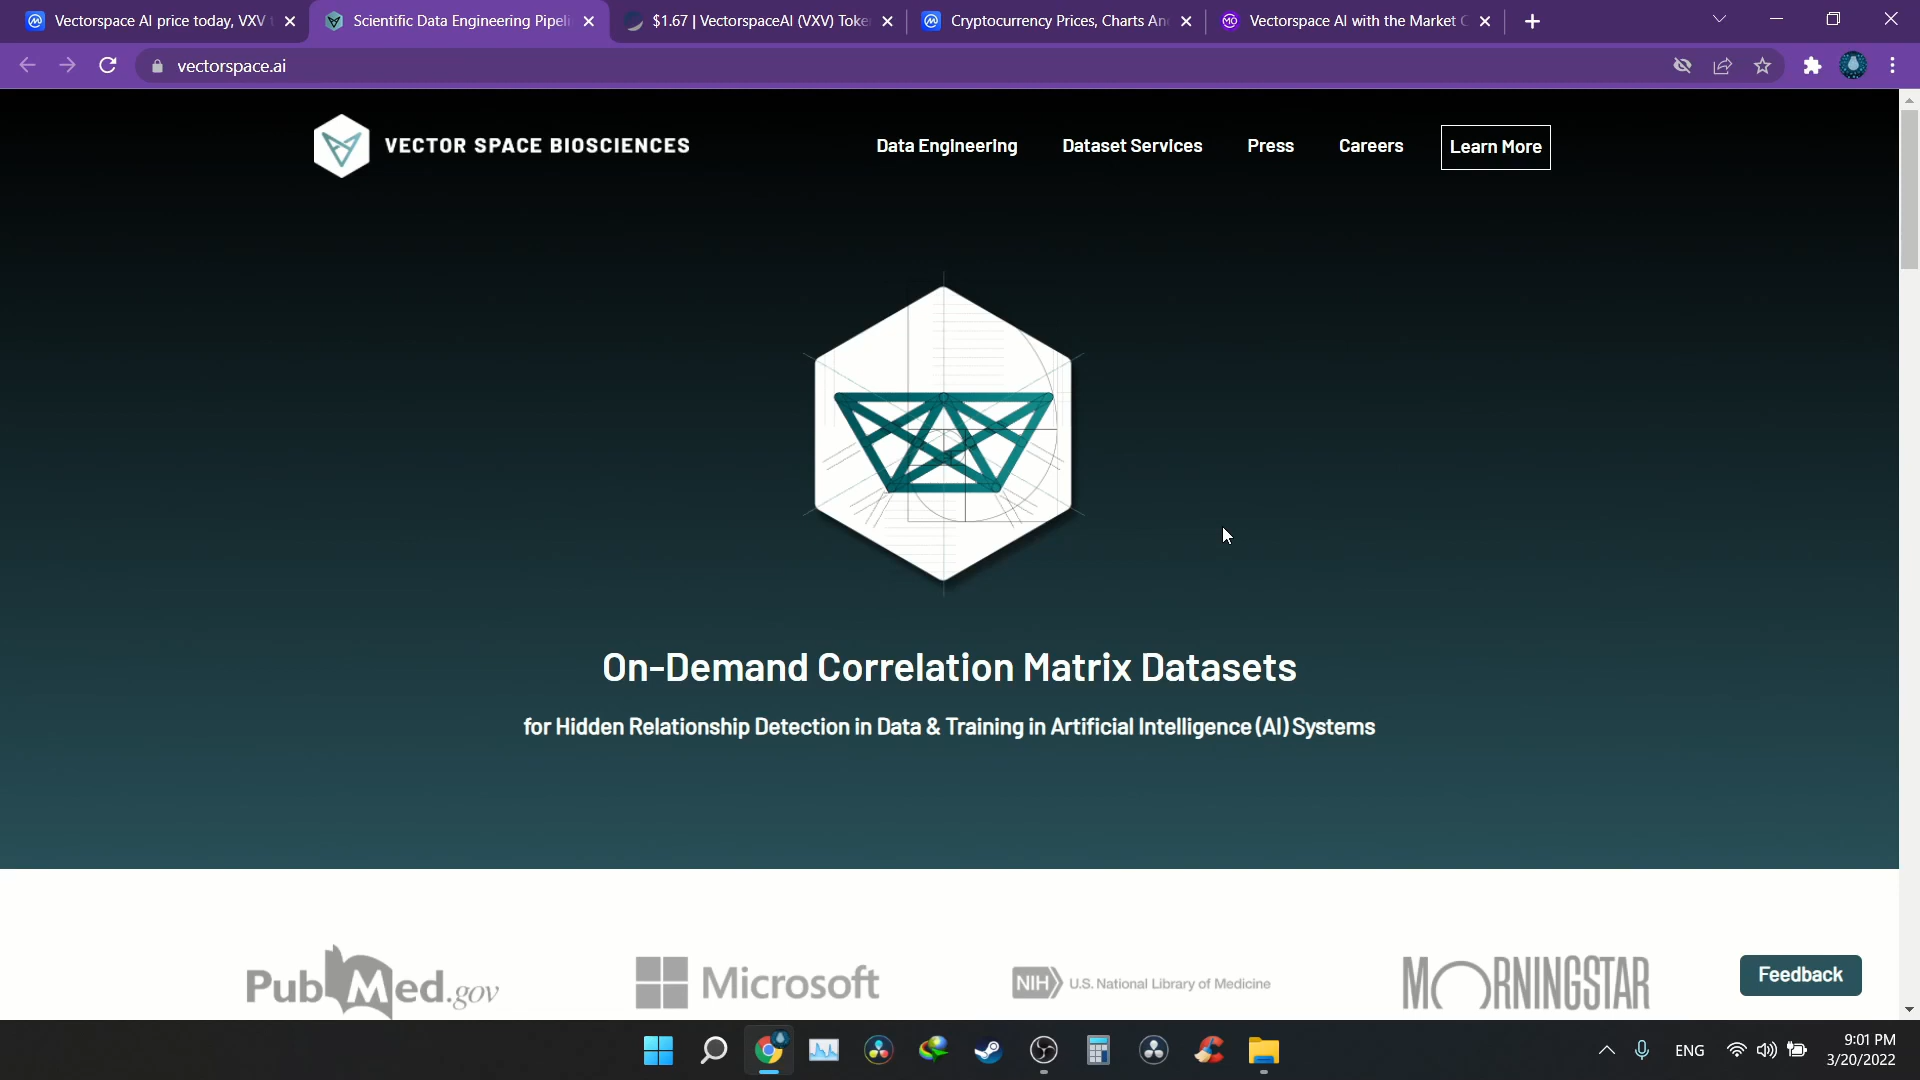 Vectorspace AI price today, VXV t
Scientific Data Engineering Pipeli
$1.67 | VectorspaceAI (VXV) Toke
Cryptocurrency Prices, Charts An
Vectorspace AI with the Market C
vectorspace.ai
VECTOR SPACE BIOSCIENCES
Data Engineering
Dataset Services
Press
Careers
Learn More
On-Demand Correlation Matrix Datasets
for Hidden Relationship Detection in Data & Training in Artificial Intelligence (AI) Systems
PubMed.gov
Microsoft
NIH U.S. National Library of Medicine
MORNINGSTAR
Feedback
ENG
9:01 PM
3/20/2022